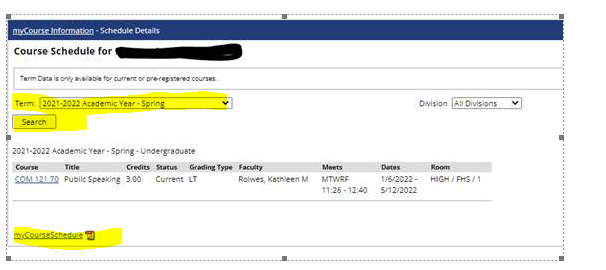 myCourse Information - Schedule Details
Course Schedule for
Term Data is only available for current or pre-registered courses.
Term: 2021-2022 Academic Year - Spring Division All Divisions
Search
2021-2022 Academic Year - Spring - Undergraduate
Course Title Credits Status Grading Type Faculty Meets Dates Room
COM 121 70 Public Speaking 3.00 Current LT Rolwes, Kathleen M MTWRF 1/6/2022 - HIGH / FHS / 1
11:26 - 12:40 5/12/2022
myCourseSchedule